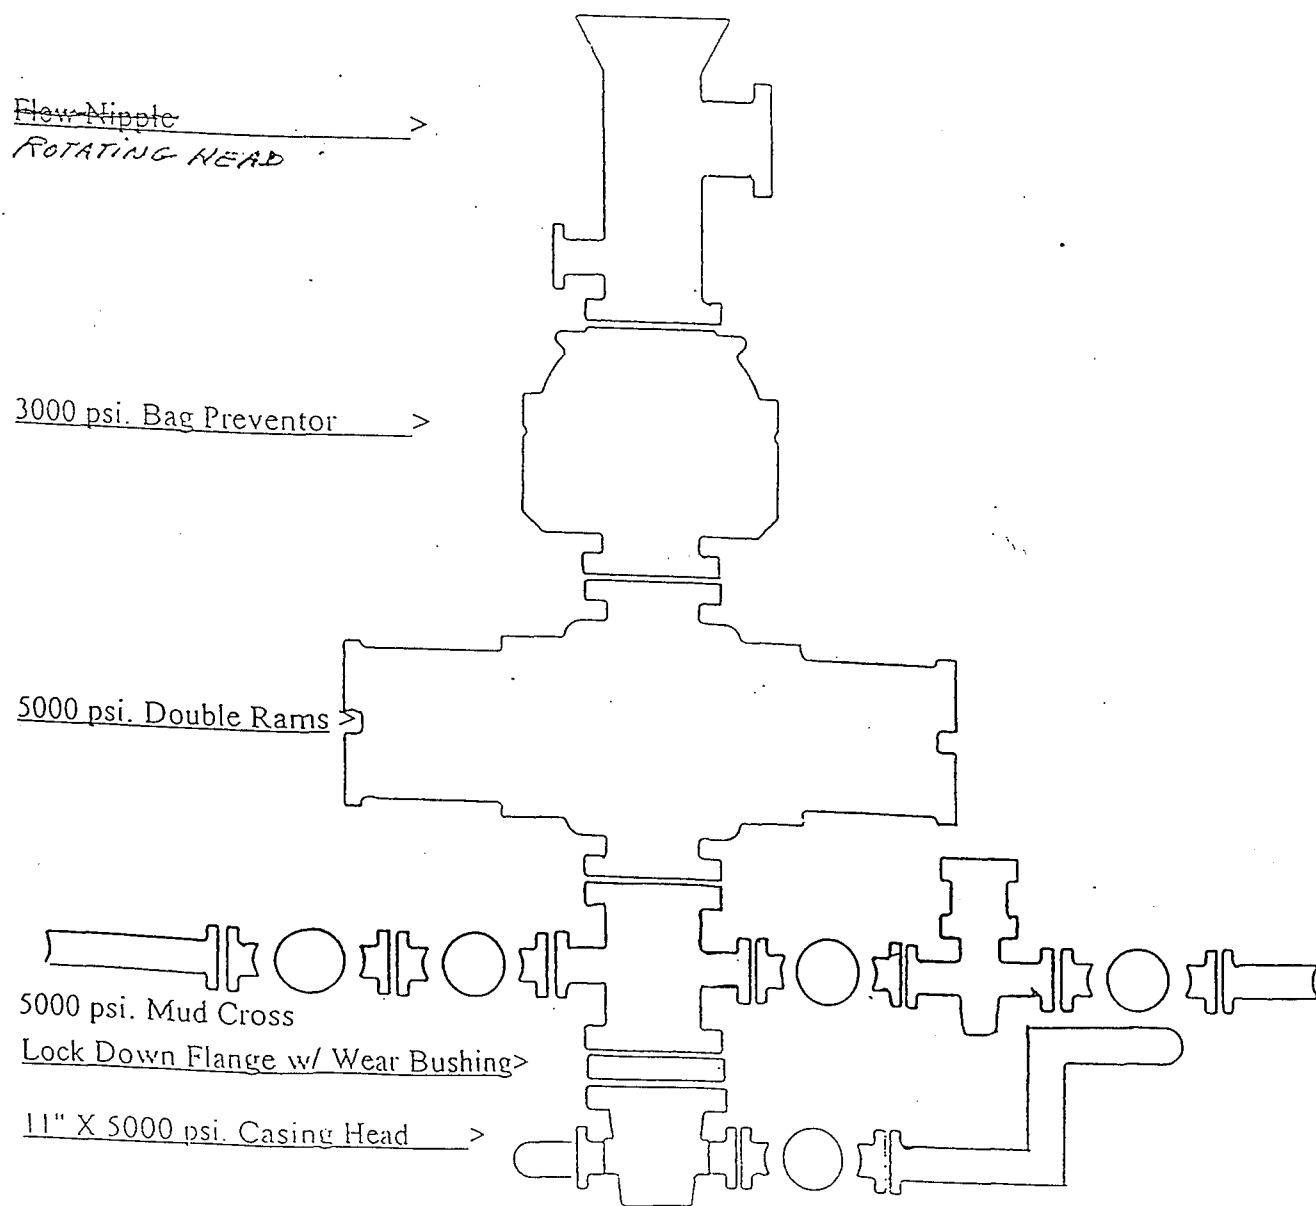 Flow Nipple >
ROTATING HEAD
3000 psi. Bag Preventor >
5000 psi. Double Rams >
5000 psi. Mud Cross
Lock Down Flange w/ Wear Bushing>
11" X 5000 psi. Casing Head >